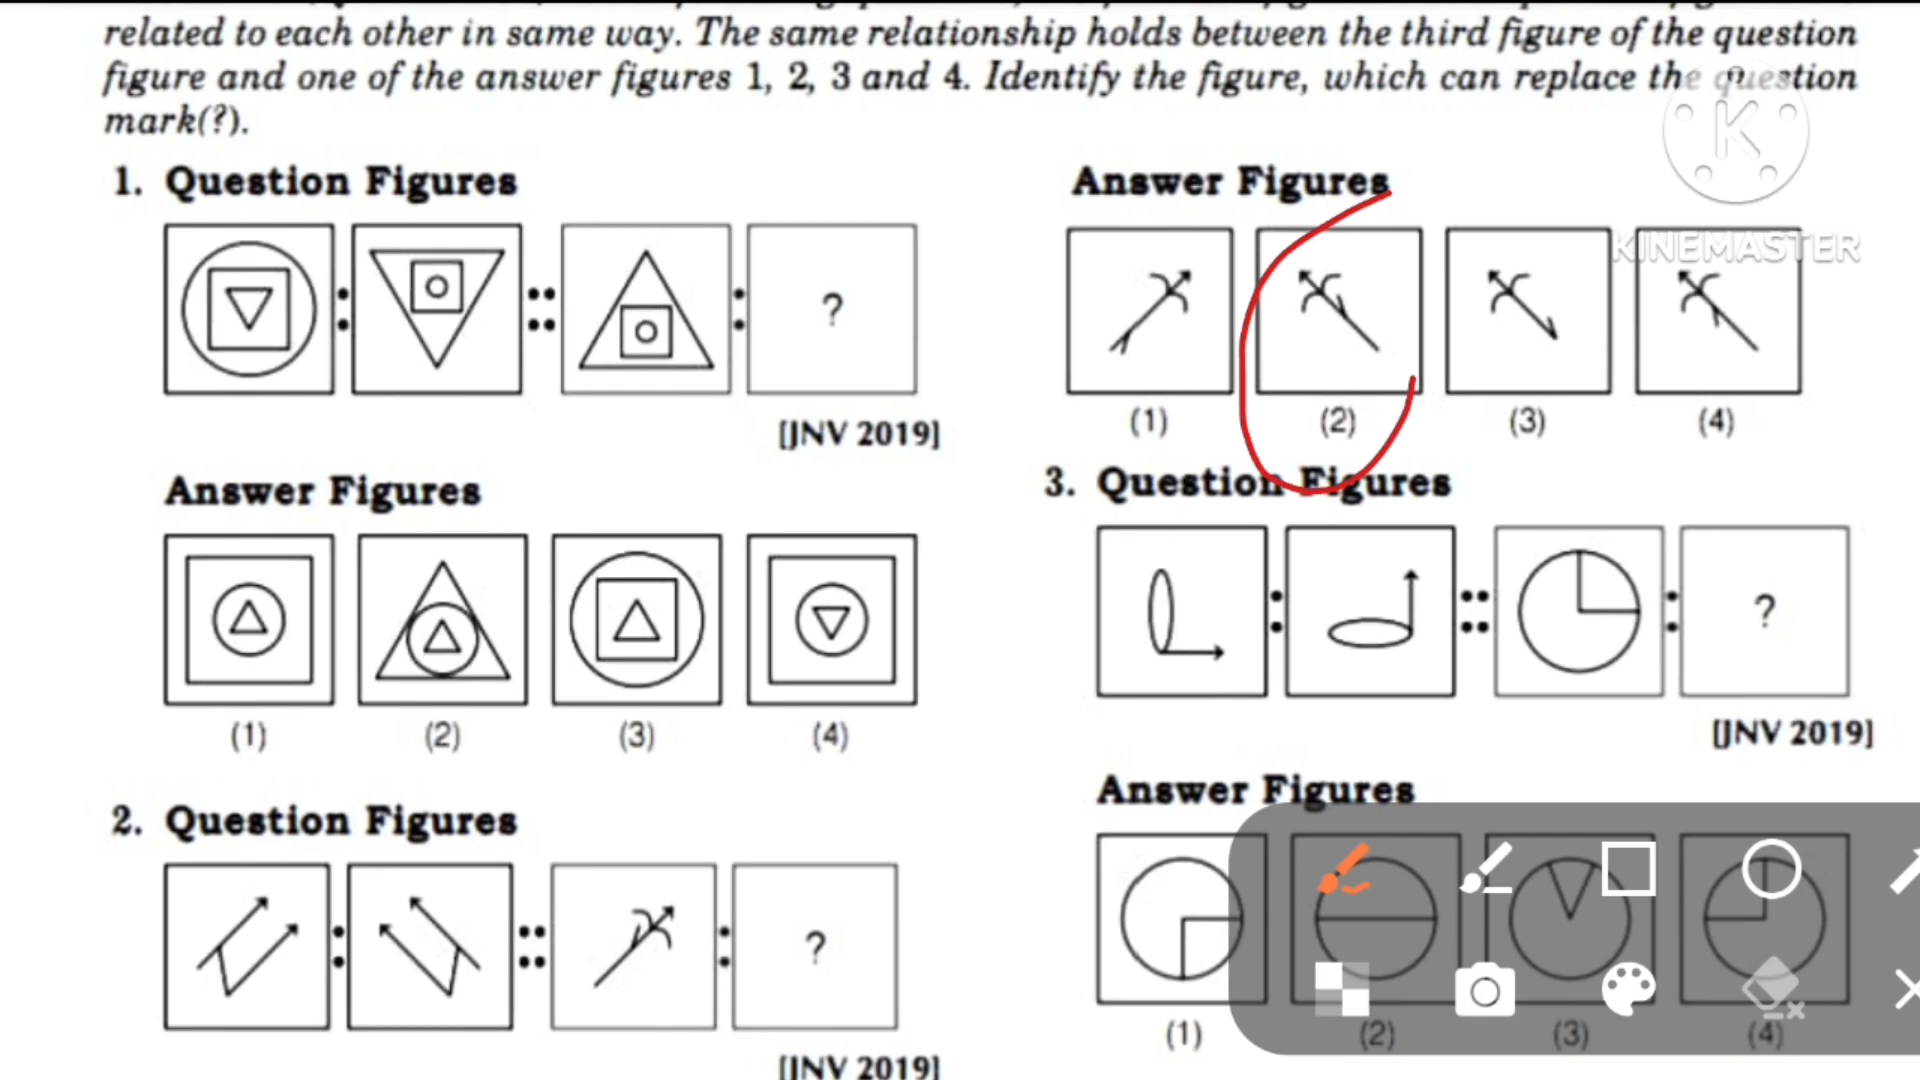 related to each other in same way. The same relationship holds between the third figure of the question
figure and one of the answer figures 1, 2, 3 and 4. Identify the figure, which can replace the question
mark(?).
1. Question Figures
?
[JNV 2019]
Answer Figures
(1) (2) (3) (4)
2. Question Figures
?
[JNV 2019]
Answer Figures
(1) (2) (3) (4)
3. Question Figures
?
[JNV 2019]
Answer Figures
(1) (2) (3) (4)
K
KINEMASTER